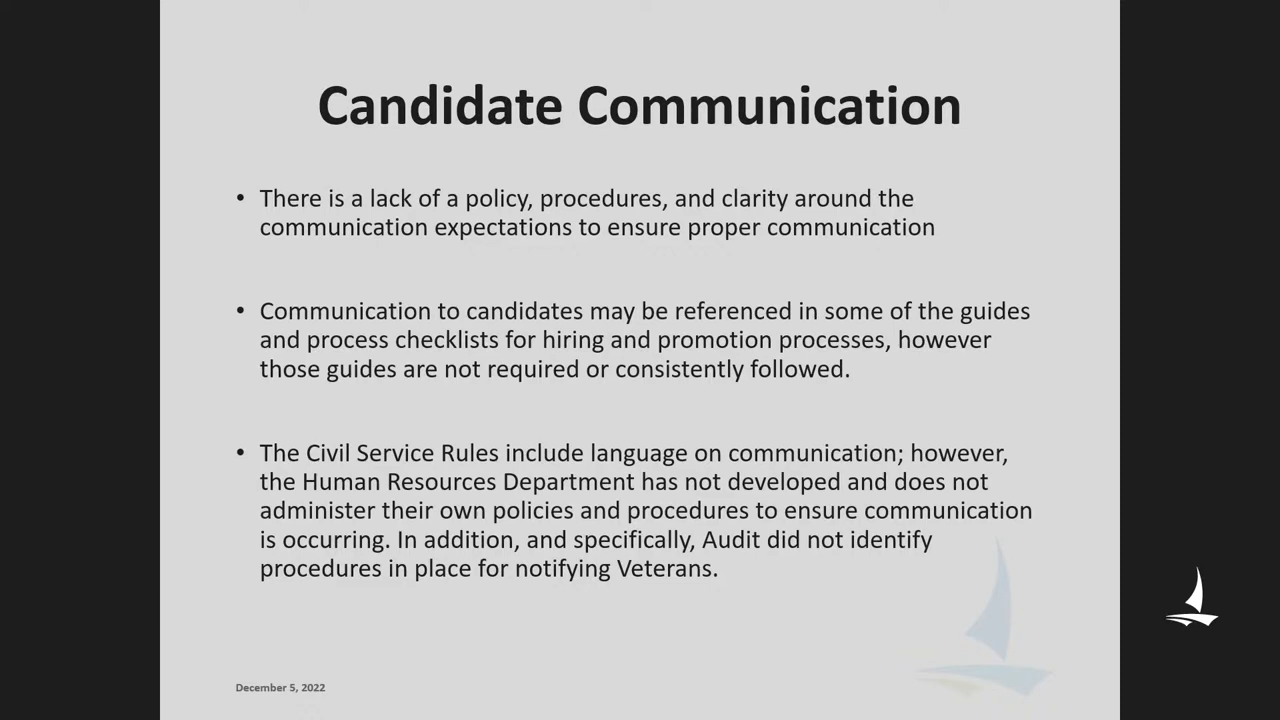 Candidate Communication
• There is a lack of a policy, procedures, and clarity around the
communication expectations to ensure proper communication
• Communication to candidates may be referenced in some of the guides
and process checklists for hiring and promotion processes, however
those guides are not required or consistently followed.
• The Civil Service Rules include language on communication; however,
the Human Resources Department has not developed and does not
administer their own policies and procedures to ensure communication
is occurring. In addition, and specifically, Audit did not identify
procedures in place for notifying Veterans.
December 5, 2022